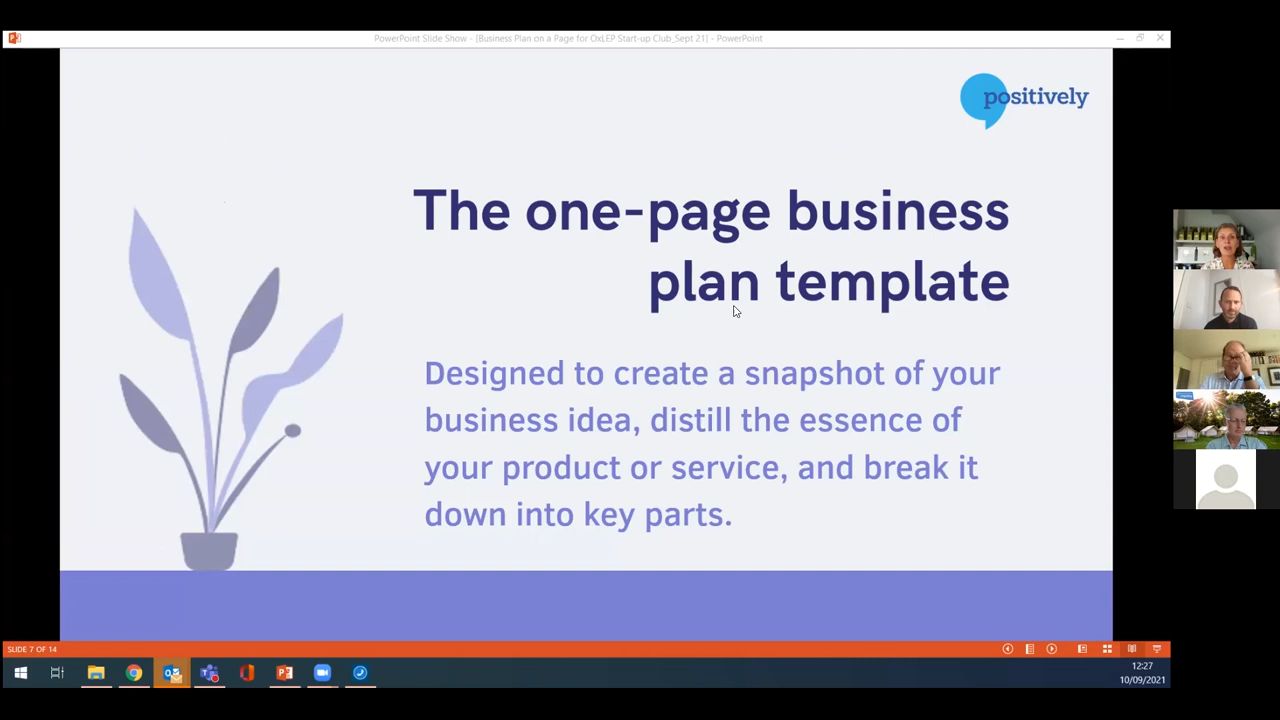 PowerPoint Slide Show - [Business Plan on a Page for OxLEP Start-up Club_Sept 21] - PowerPoint
positively
The one-page business
plan template
Designed to create a snapshot of your
business idea, distill the essence of
your product or service, and break it
down into key parts.
SLIDE 7 OF 14
12:27
10/09/2021